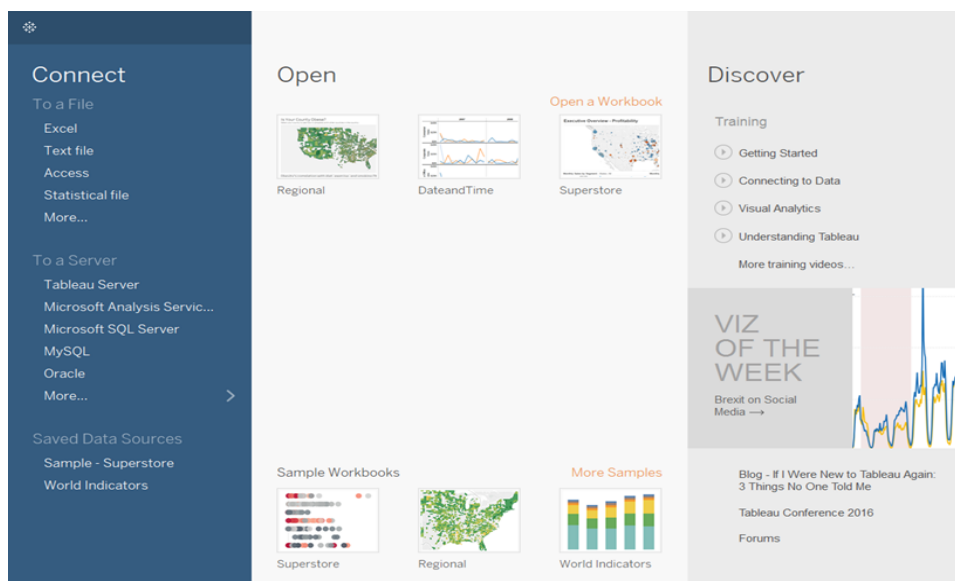 Connect
To a File
Excel
Text file
Access
Statistical file
More...
To a Server
Tableau Server
Microsoft Analysis Servic...
Microsoft SQL Server
MySQL
Oracle
More...
Saved Data Sources
Sample - Superstore
World Indicators
Open
Open a Workbook
Is Your County Obese?
Executive Overview - Profitability
Regional
DateandTime
Superstore
Sample Workbooks
More Samples
Superstore
Regional
World Indicators
Discover
Training
Getting Started
Connecting to Data
Visual Analytics
Understanding Tableau
More training videos...
VIZ
OF THE
WEEK
Brexit on Social
Media →
Blog - If I Were New to Tableau Again:
3 Things No One Told Me
Tableau Conference 2016
Forums